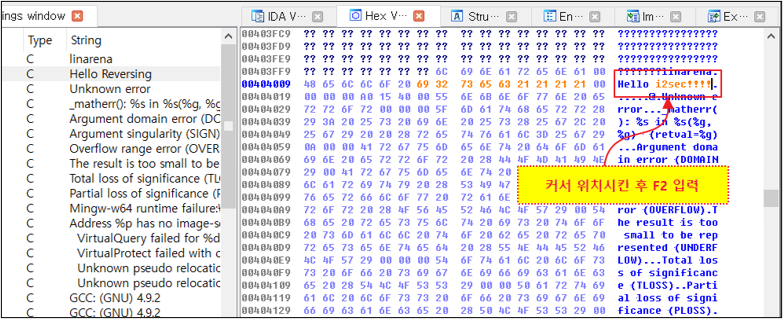 ings window
IDA V...
Hex V...
Stru...
En...
Im...
Ex...
Type String
C linarena
C Hello Reversing
C Unknown error
C _matherr(): %s in %s(%g, %g
C Argument domain error (DO
C Argument singularity (SIGN)
C Overflow range error (OVER
C The result is too small to be
C Total loss of significance (TLO
C Partial loss of significance (P
C Mingw-w64 runtime failure:
C Address %p has no image-s
C VirtualQuery failed for %d
C VirtualProtect failed with c
C Unknown pseudo relocatio
C Unknown pseudo relocatio
C GCC: (GNU) 4.9.2
C GCC: (GNU) 4.9.2
00403FC9 ?? ?? ?? ?? ?? ?? ?? ?? ?? ?? ?? ?? ?? ?? ?? ?? ????????????????
00403FD9 ?? ?? ?? ?? ?? ?? ?? ?? ?? ?? ?? ?? ?? ?? ?? ?? ????????????????
00403FE9 ?? ?? ?? ?? ?? ?? ?? ?? ?? ?? ?? ?? ?? ?? ?? ?? ????????????????
00403FF9 ?? ?? ?? ?? ?? ?? ?? 6C 69 6E 61 72 65 6E 61 00 ???????linarena.
00404009 48 65 6C 6C 6F 20 69 32 73 65 63 21 21 21 21 00 Hello i2sec!!!!.
00404019 00 00 00 A0 15 40 00 55 6E 6B 6E 6F 77 6E 20 65 .....@.Unknown e
00404029 72 72 6F 72 00 00 00 5F 6D 61 74 68 65 72 72 28 rror..._matherr(
00404039 29 3A 20 25 73 20 69 6E 20 25 73 28 25 67 2C 20 ): %s in %s(%g,
00404049 25 67 29 20 20 28 72 65 74 76 61 6C 3D 25 67 29 %g) (retval=%g)
00404059 0A 00 00 41 72 67 75 6D 65 6E 74 20 64 6F 6D 61 ...Argument doma
00404069 69 6E 20 65 72 72 6F 72 20 28 44 4F 4D 41 49 4E in error (DOMAIN
00404079 29 00 41 72 67 75 6D 65 6E 74
00404089 6C 61 72 69 74 79 20 28 53 49 47
00404099 76 65 72 66 6C 6F 77 20 72 61 6E
004040A9 72 72 6F 72 20 28 4F 56 45 52 46 4C 4F 57 29 00 54 ror (OVERFLOW).T
004040B9 68 65 20 72 65 73 75 6C 74 20 69 73 20 74 6F 6F he result is too
004040C9 20 73 6D 61 6C 6C 20 74 6F 20 62 65 20 72 65 70 small to be rep
004040D9 72 65 73 65 6E 74 65 64 20 28 55 4E 44 45 52 46 resented (UNDERF
004040E9 4C 4F 57 29 00 00 00 54 6F 74 61 6C 20 6C 6F 73 LOW)...Total los
004040F9 73 20 6F 66 20 73 69 67 6E 69 66 69 63 61 6E 63 s of significanc
00404109 65 20 28 54 4C 4F 53 53 29 00 00 00 50 61 72 74 69 e (TLOSS)...Parti
00404119 61 6C 20 6C 6F 73 73 20 6F 66 20 73 69 67 6E 69 al loss of signi
00404129 66 69 63 61 6E 63 65 20 28 50 4C 4F 53 53 29 00 ficance (PLOSS).
커서 위치시킨 후 F2 입력